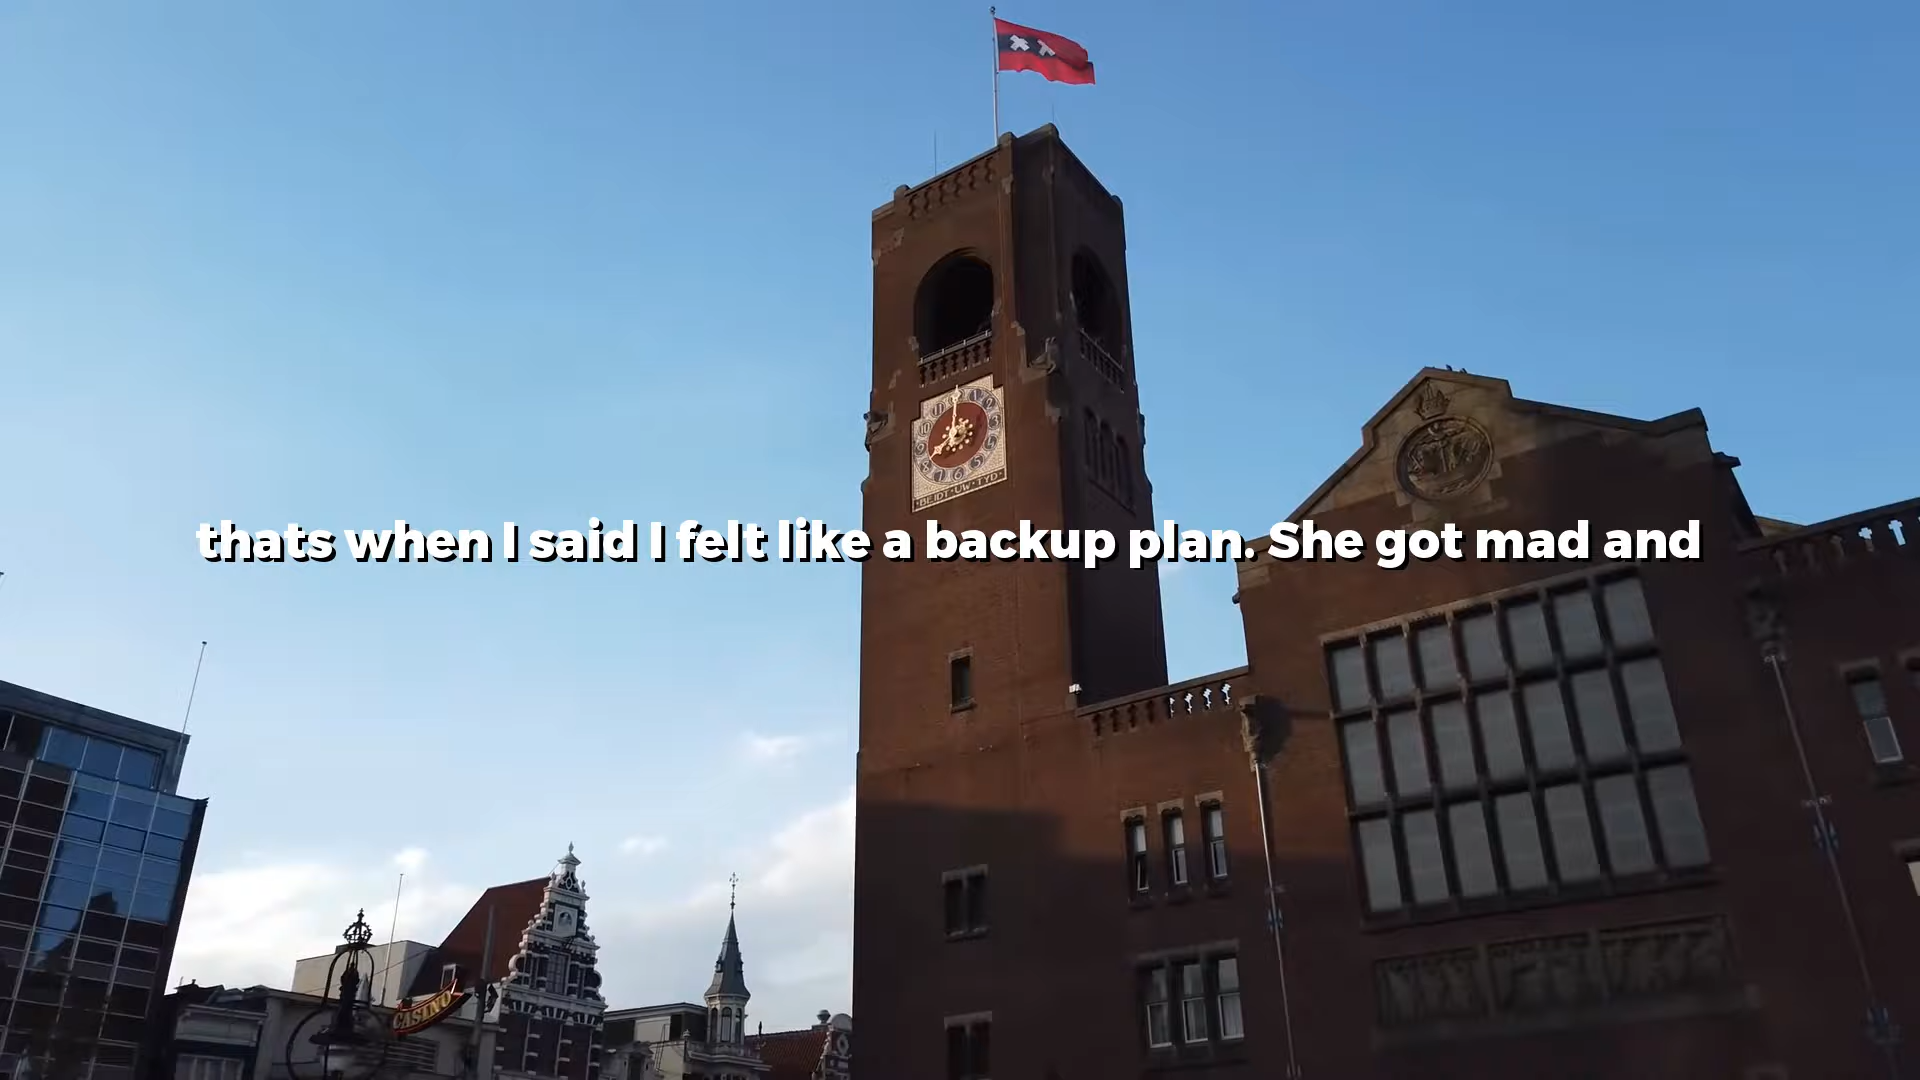 BEIDT·UW·TYD
thats when I said I felt like a backup plan. She got mad and
CASINO